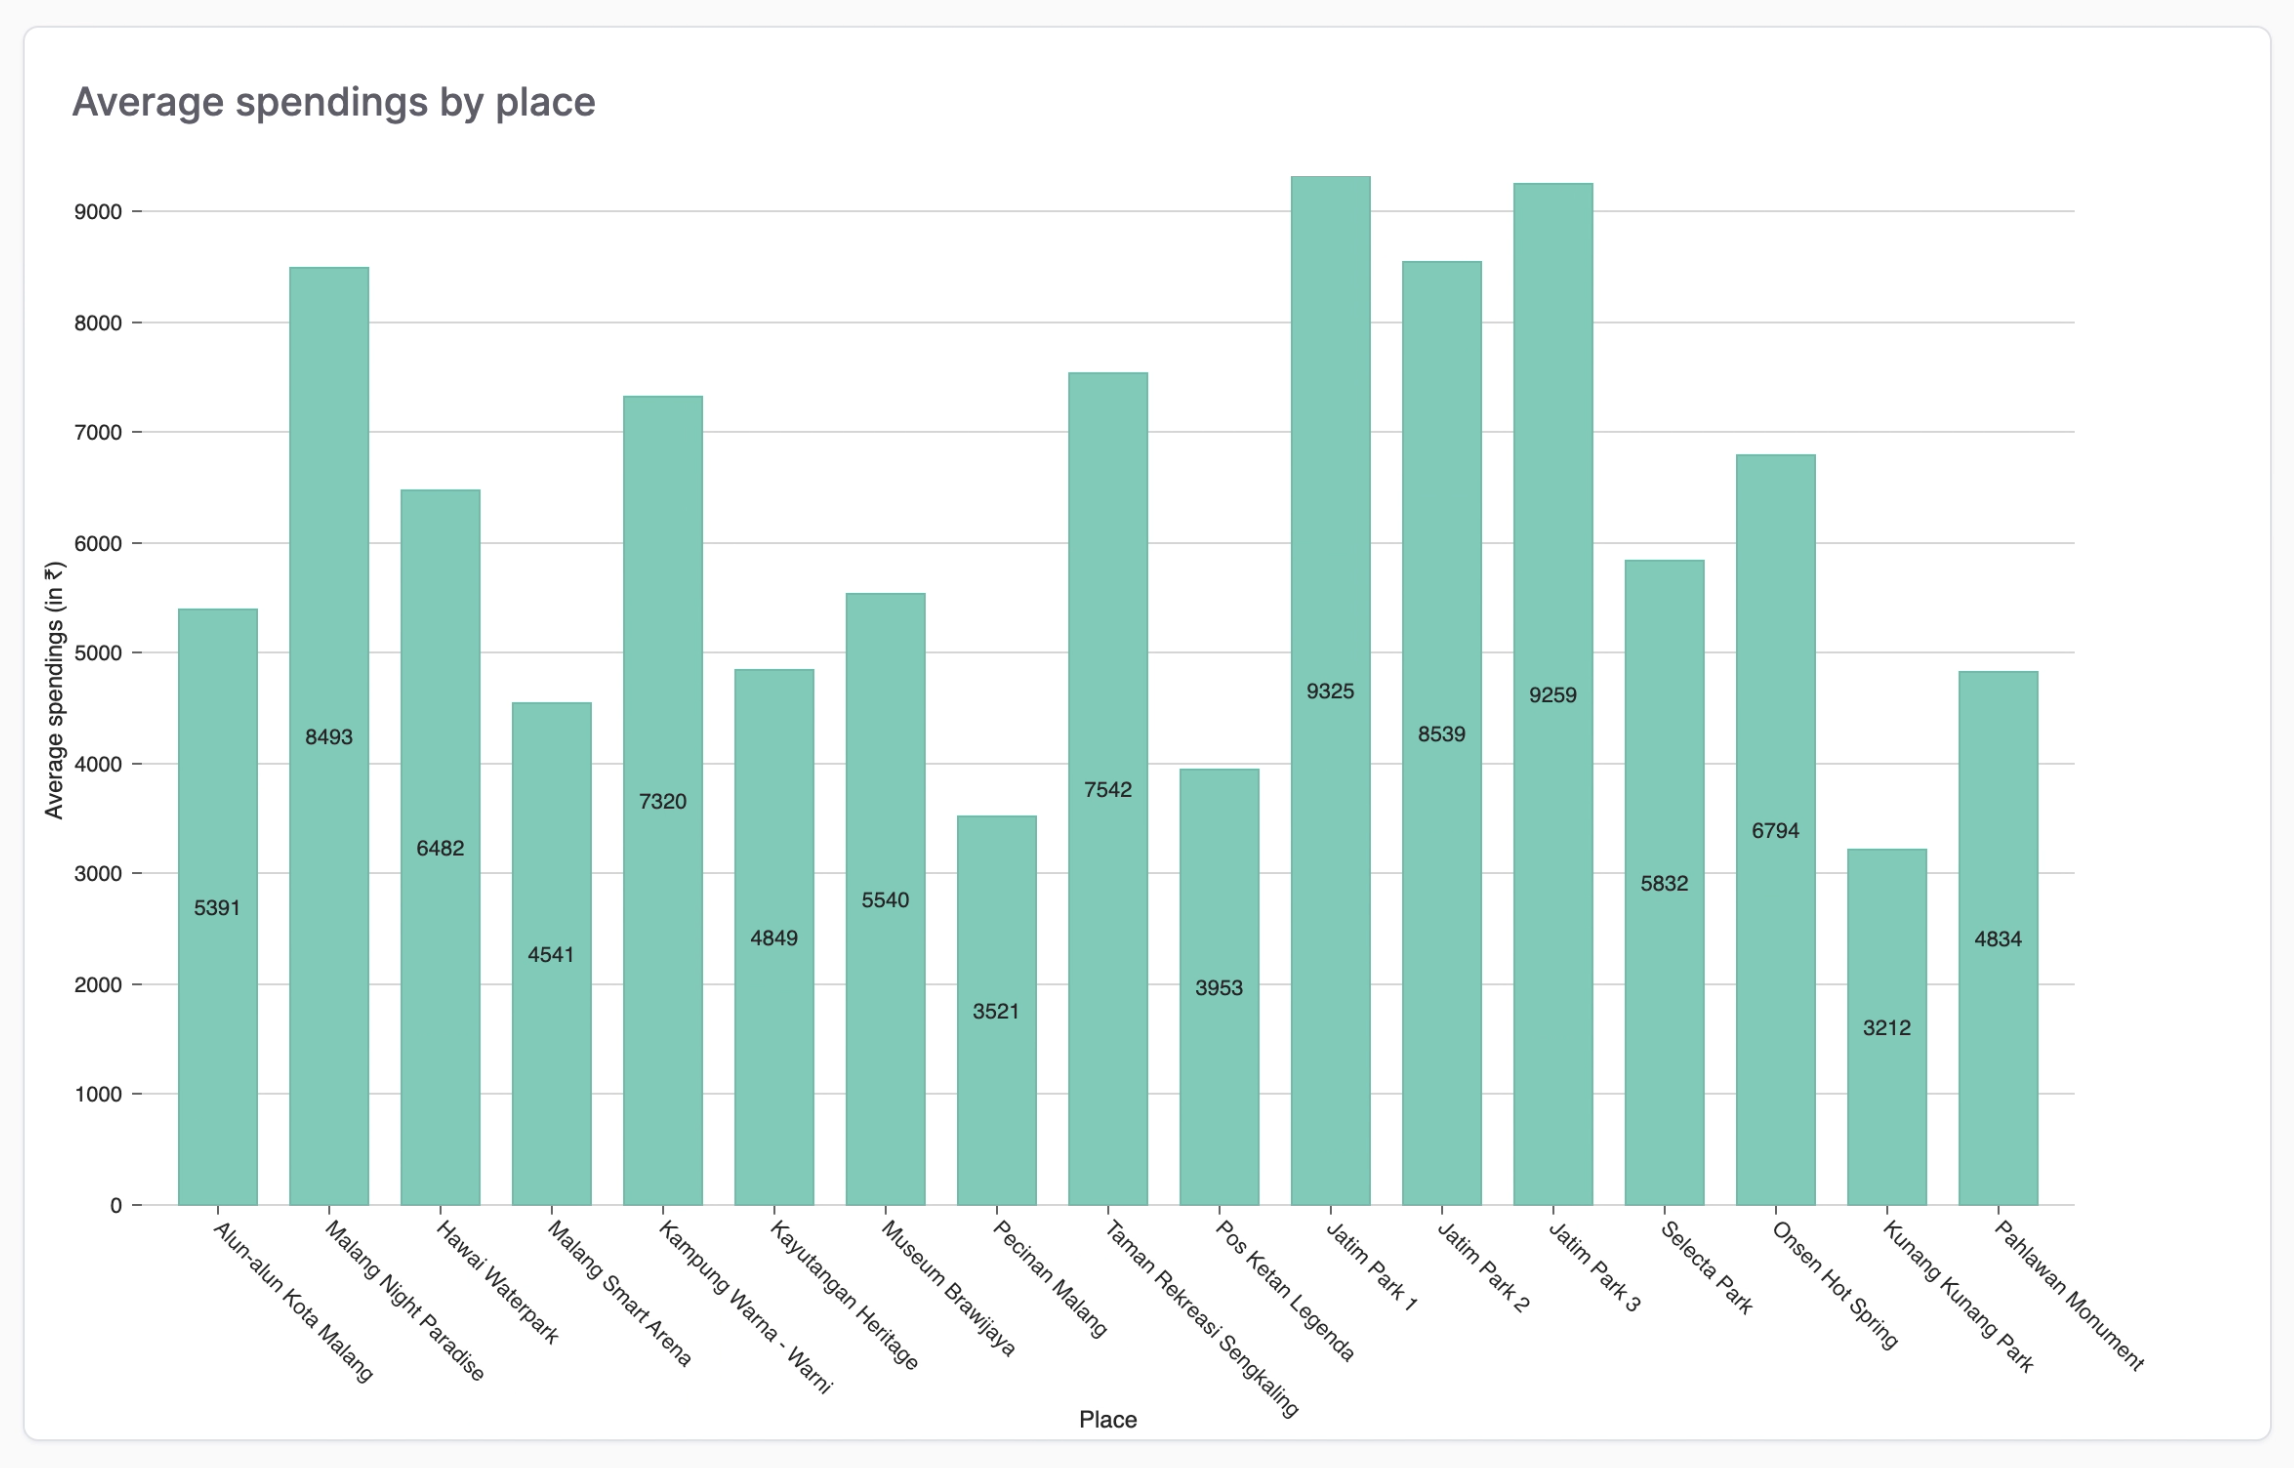 Average spendings by place
Average spendings (in ₹)
9000
8000
7000
6000
5000
4000
3000
2000
1000
0
5391
8493
6482
4541
7320
4849
5540
3521
7542
3953
9325
8539
9259
5832
6794
3212
4834
Alun-alun Kota Malang
Malang Night Paradise
Hawai Waterpark
Malang Smart Arena
Kampung Warna - Warni
Kayutangan Heritage
Museum Brawijaya
Pecinan Malang
Taman Rekreasi Sengkaling
Pos Ketan Legenda
Jatim Park 1
Jatim Park 2
Jatim Park 3
Selecta Park
Onsen Hot Spring
Kunang Kunang Park
Pahlawan Monument
Place